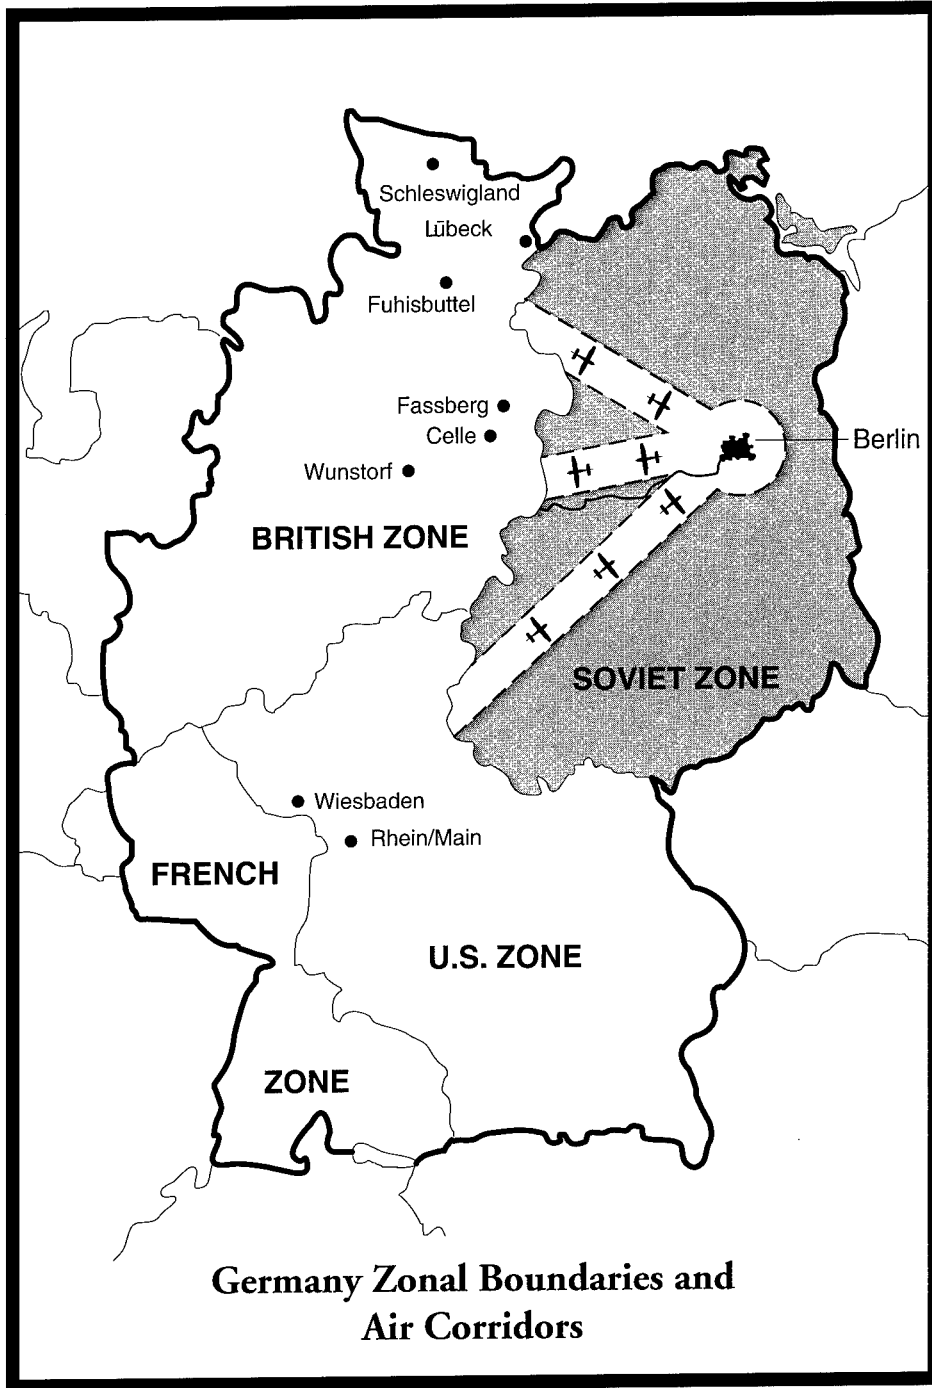 Schleswigland
Lūbeck
Fuhisbuttel
Fassberg
Celle
Berlin
Wunstorf
BRITISH ZONE
SOVIET ZONE
Wiesbaden
Rhein/Main
FRENCH
U.S. ZONE
ZONE
Germany Zonal Boundaries and
Air Corridors